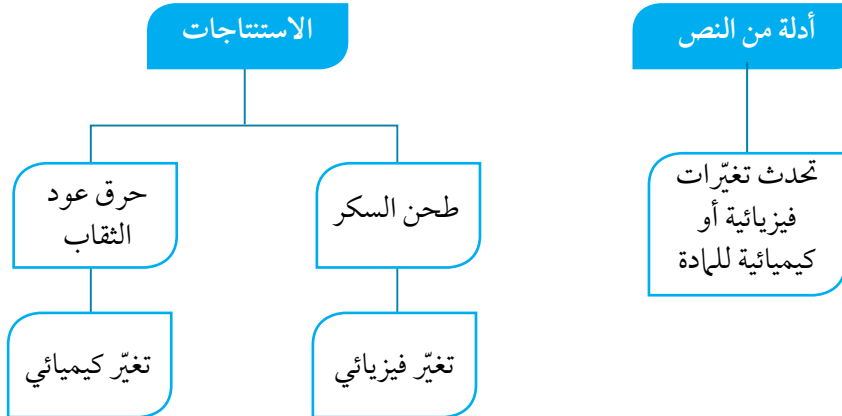 أدلة من النص
تحدث تغيّرات
فيزيائية أو
كيميائية للمادة
الاستنتاجات
طحن السكر
تغيّر فيزيائي
حرق عود
الثقاب
تغيّر كيميائي